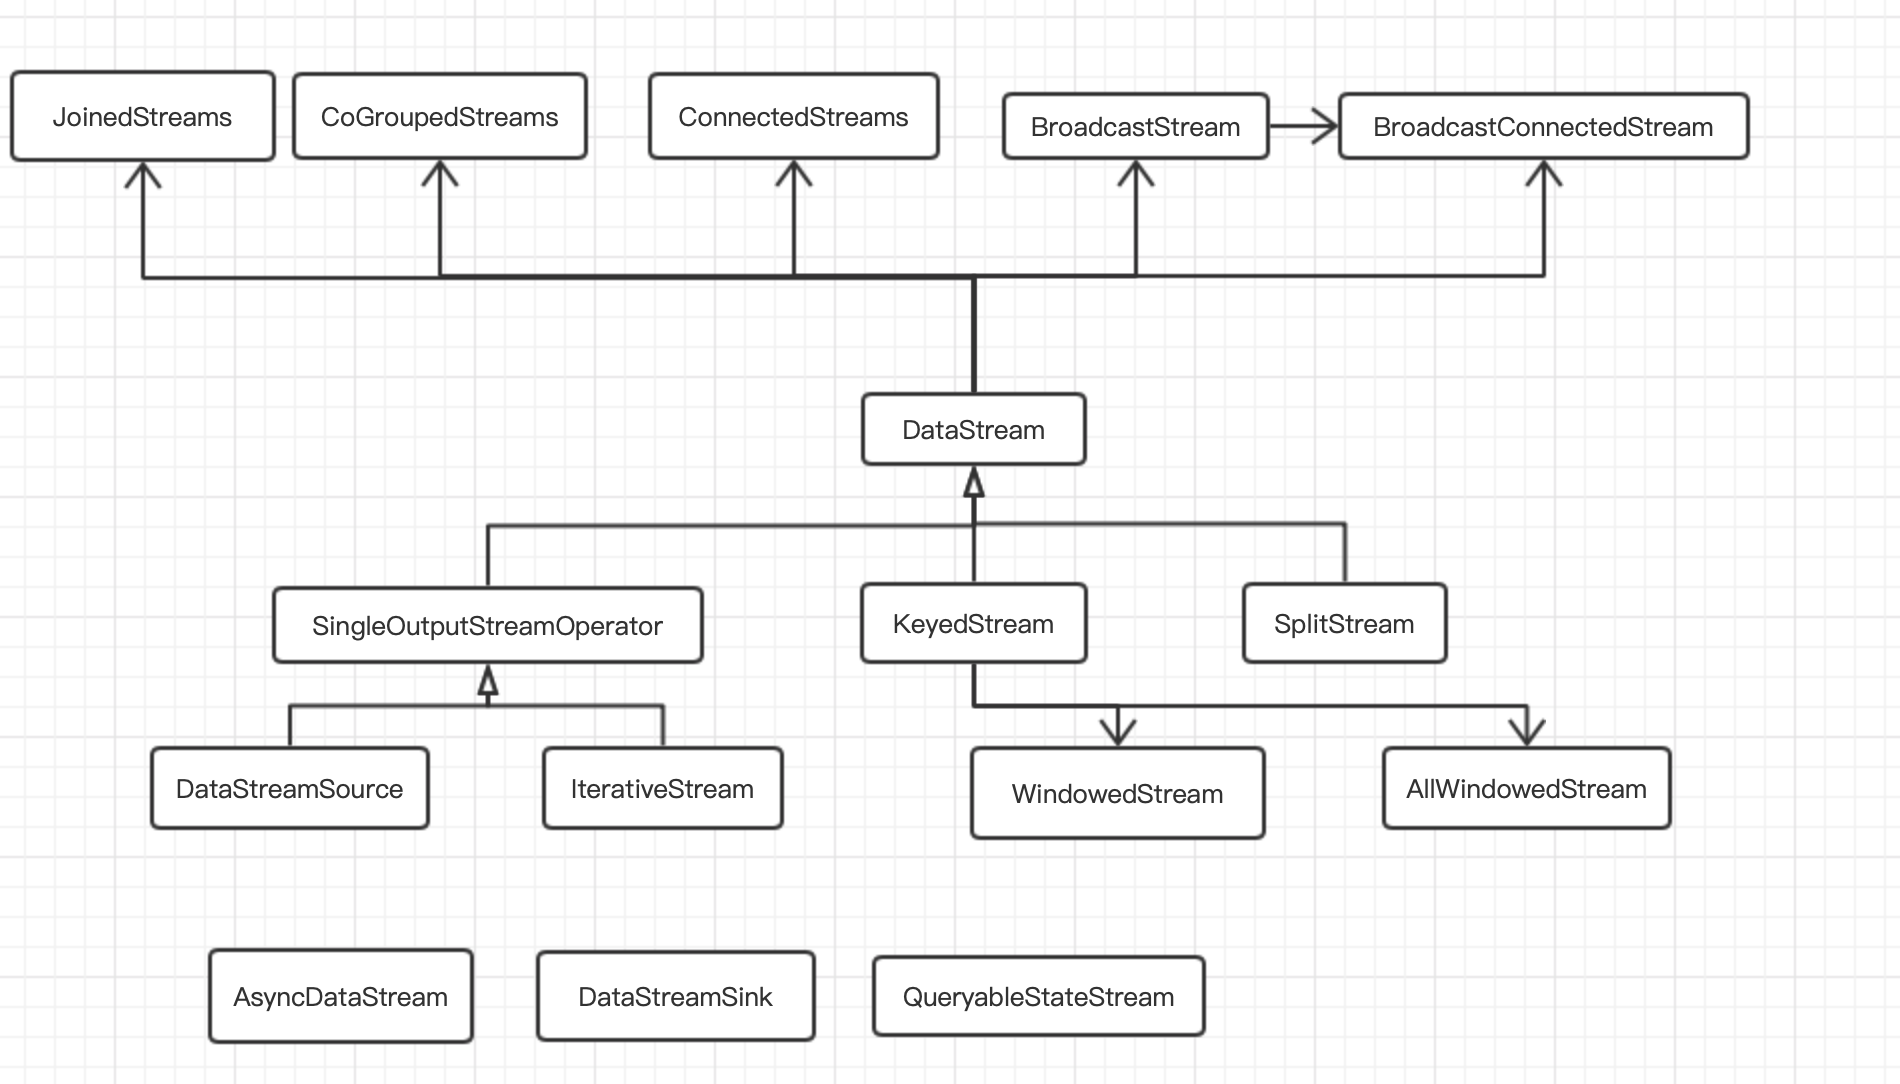 JoinedStreams
CoGroupedStreams
ConnectedStreams
BroadcastStream
BroadcastConnectedStream
DataStream
SingleOutputStreamOperator
KeyedStream
SplitStream
DataStreamSource
IterativeStream
WindowedStream
AllWindowedStream
AsyncDataStream
DataStreamSink
QueryableStateStream